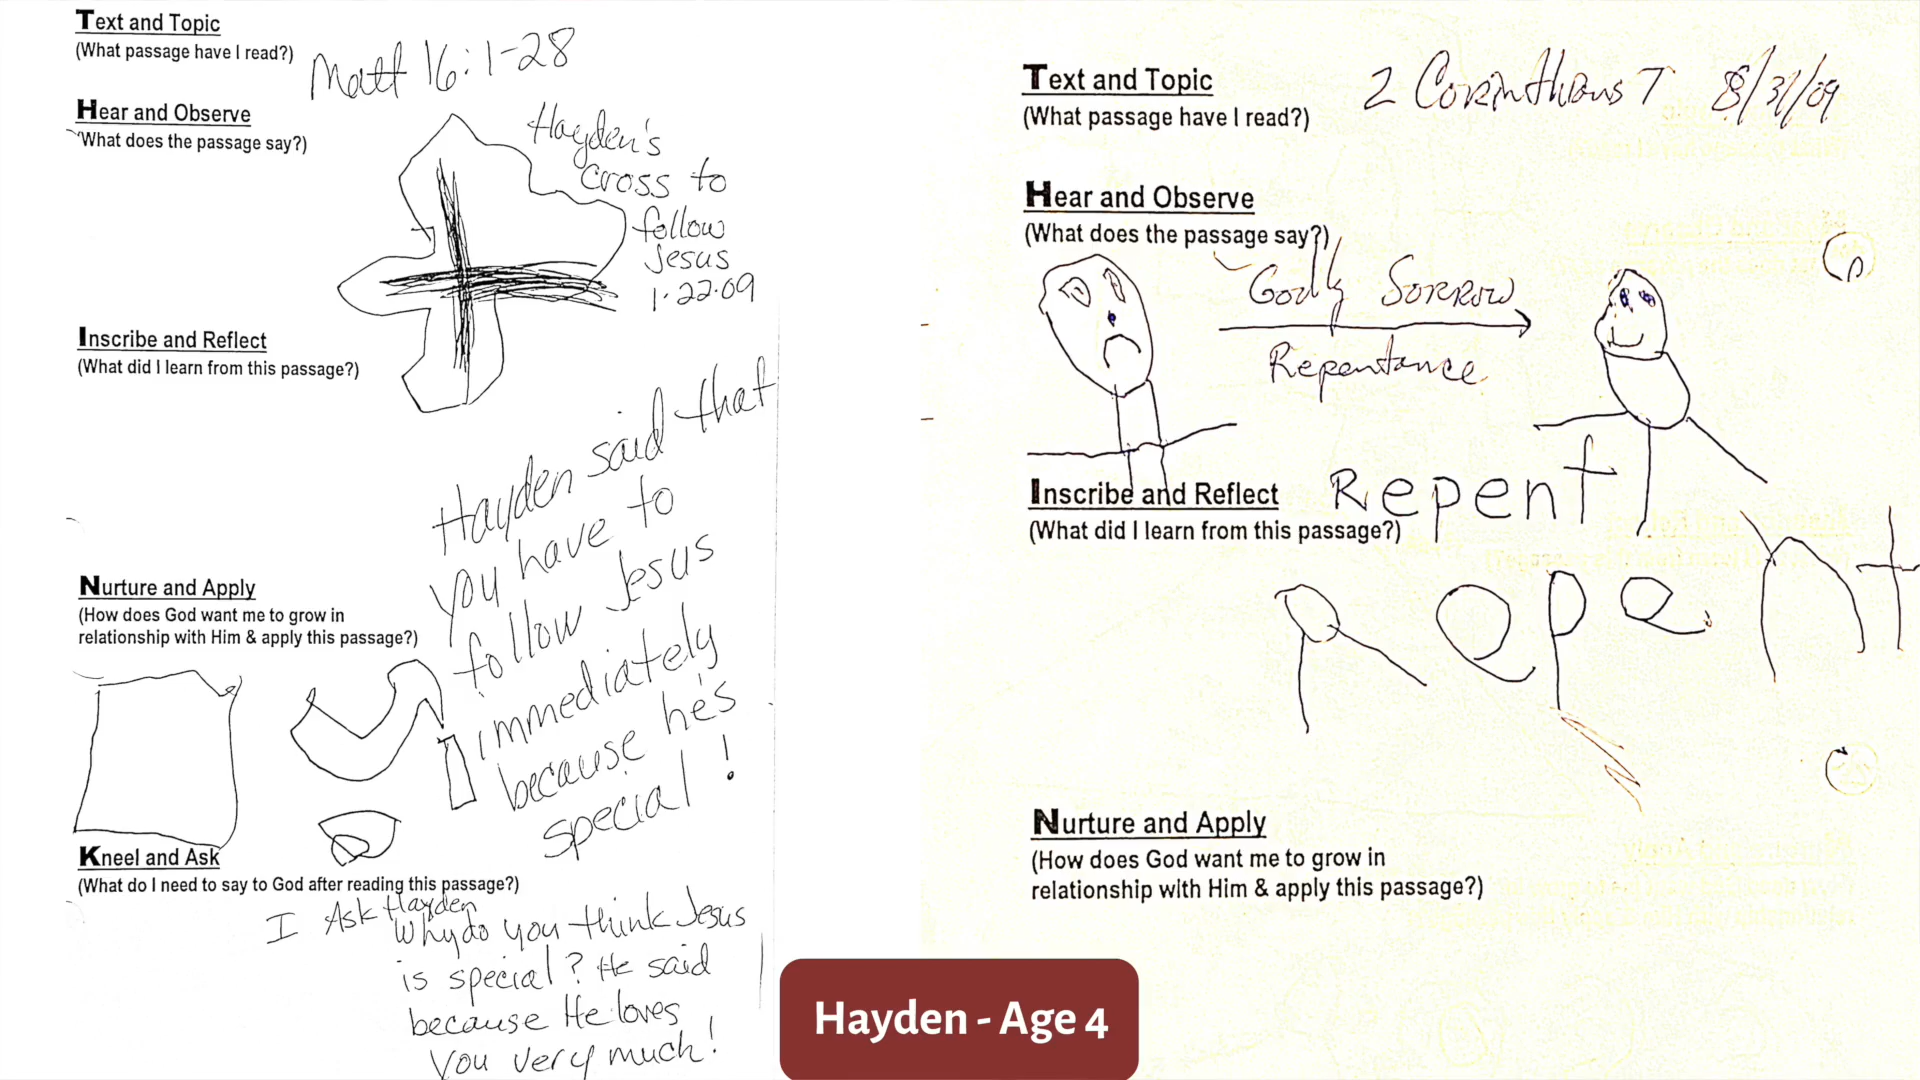 Text and Topic
(What passage have I read?)
Matt 16:1-28
Hear and Observe
(What does the passage say?)
Hayden's
Cross to
follow
Jesus
1.22.09
Inscribe and Reflect
(What did I learn from this passage?)
Hayden said that
you have to
follow Jesus
immediately
because he's
special!
Nurture and Apply
(How does God want me to grow in
relationship with Him & apply this passage?)
Kneel and Ask
(What do I need to say to God after reading this passage?)
I Ask Hayden
Why do you think Jesus
is special? He said
because He loves
you very much!
Text and Topic
(What passage have I read?)
2 Corinthians 7 8/31/09
Hear and Observe
(What does the passage say?)
Godly Sorrow
Repentance
Inscribe and Reflect
(What did I learn from this passage?)
Repent
Repent
Nurture and Apply
(How does God want me to grow in
relationship with Him & apply this passage?)
Hayden - Age 4